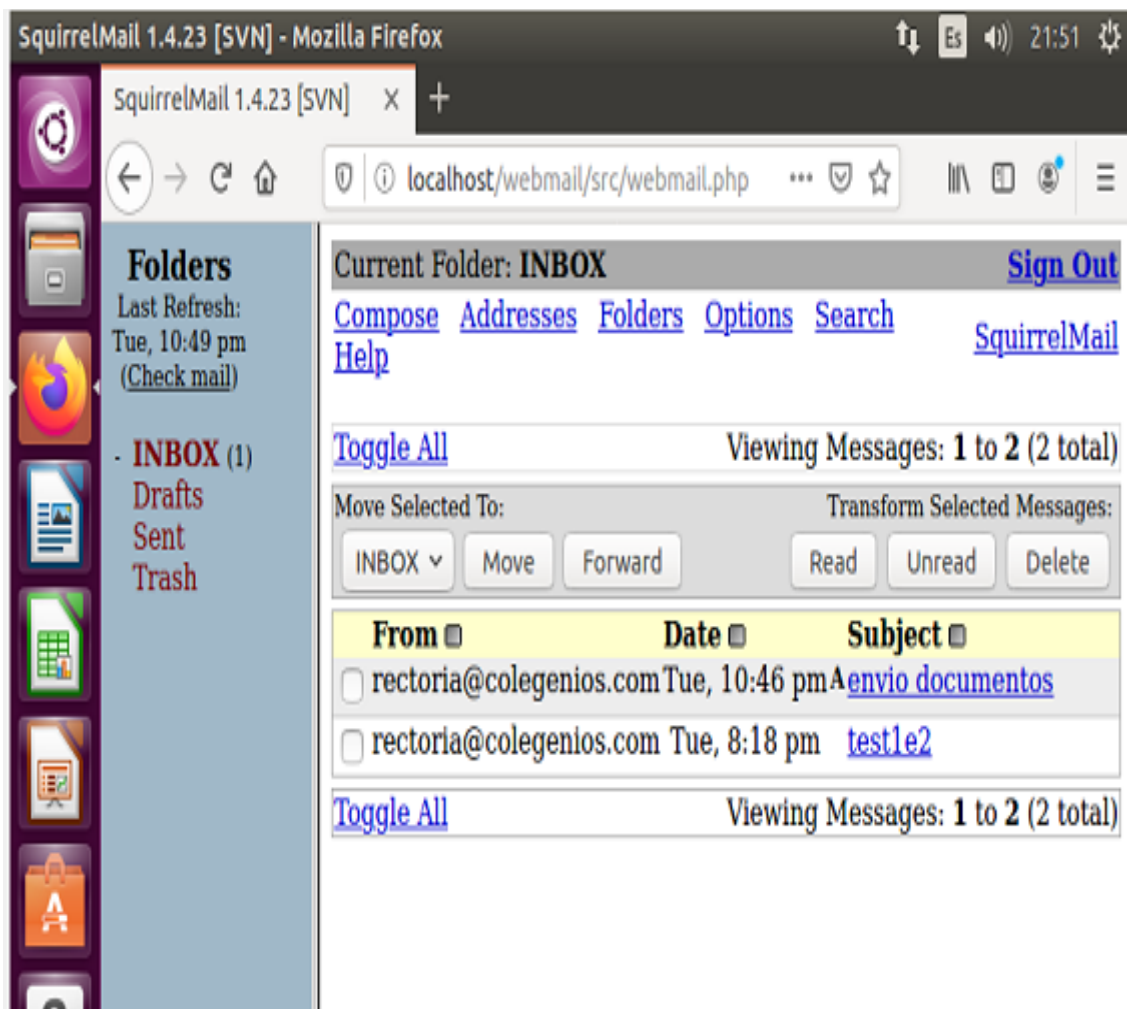 SquirrelMail 1.4.23 [SVN] - Mozilla Firefox Es 21:51
SquirrelMail 1.4.23 [SVN]
localhost/webmail/src/webmail.php
Folders
Last Refresh:
Tue, 10:49 pm
(Check mail)
- INBOX (1)
Drafts
Sent
Trash
Current Folder: INBOX Sign Out
Compose Addresses Folders Options Search
Help
SquirrelMail
Toggle All Viewing Messages: 1 to 2 (2 total)
Move Selected To: Transform Selected Messages:
INBOX Move Forward Read Unread Delete
From Date Subject
rectoria@colegenios.com Tue, 10:46 pm A envio documentos
rectoria@colegenios.com Tue, 8:18 pm test1e2
Toggle All Viewing Messages: 1 to 2 (2 total)